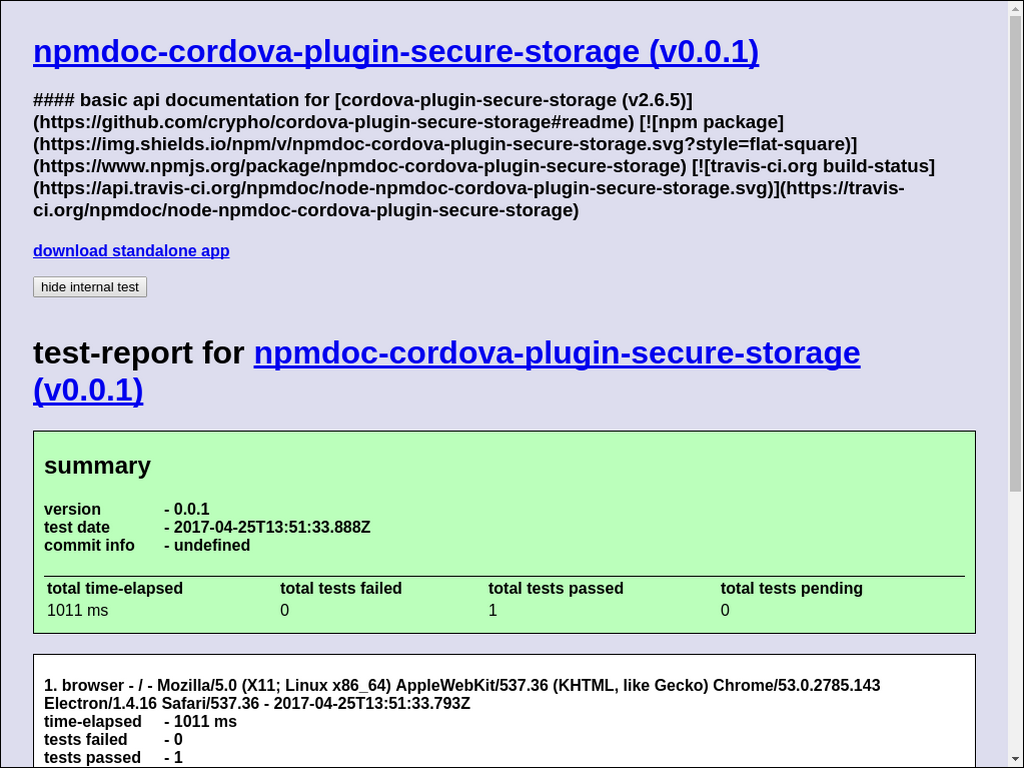 npmdoc-cordova-plugin-secure-storage (v0.0.1)
#### basic api documentation for [cordova-plugin-secure-storage (v2.6.5)]
(https://github.com/crypho/cordova-plugin-secure-storage#readme) [![npm package]
(https://img.shields.io/npm/v/npmdoc-cordova-plugin-secure-storage.svg?style=flat-square)]
(https://www.npmjs.org/package/npmdoc-cordova-plugin-secure-storage) [![travis-ci.org build-status]
(https://api.travis-ci.org/npmdoc/node-npmdoc-cordova-plugin-secure-storage.svg)](https://travis-
ci.org/npmdoc/node-npmdoc-cordova-plugin-secure-storage)
download standalone app
hide internal test
test-report for npmdoc-cordova-plugin-secure-storage
(v0.0.1)
summary
version - 0.0.1
test date - 2017-04-25T13:51:33.888Z
commit info - undefined
total time-elapsed total tests failed total tests passed total tests pending
1011 ms 0 1 0
1. browser - / - Mozilla/5.0 (X11; Linux x86_64) AppleWebKit/537.36 (KHTML, like Gecko) Chrome/53.0.2785.143
Electron/1.4.16 Safari/537.36 - 2017-04-25T13:51:33.793Z
time-elapsed - 1011 ms
tests failed - 0
tests passed - 1